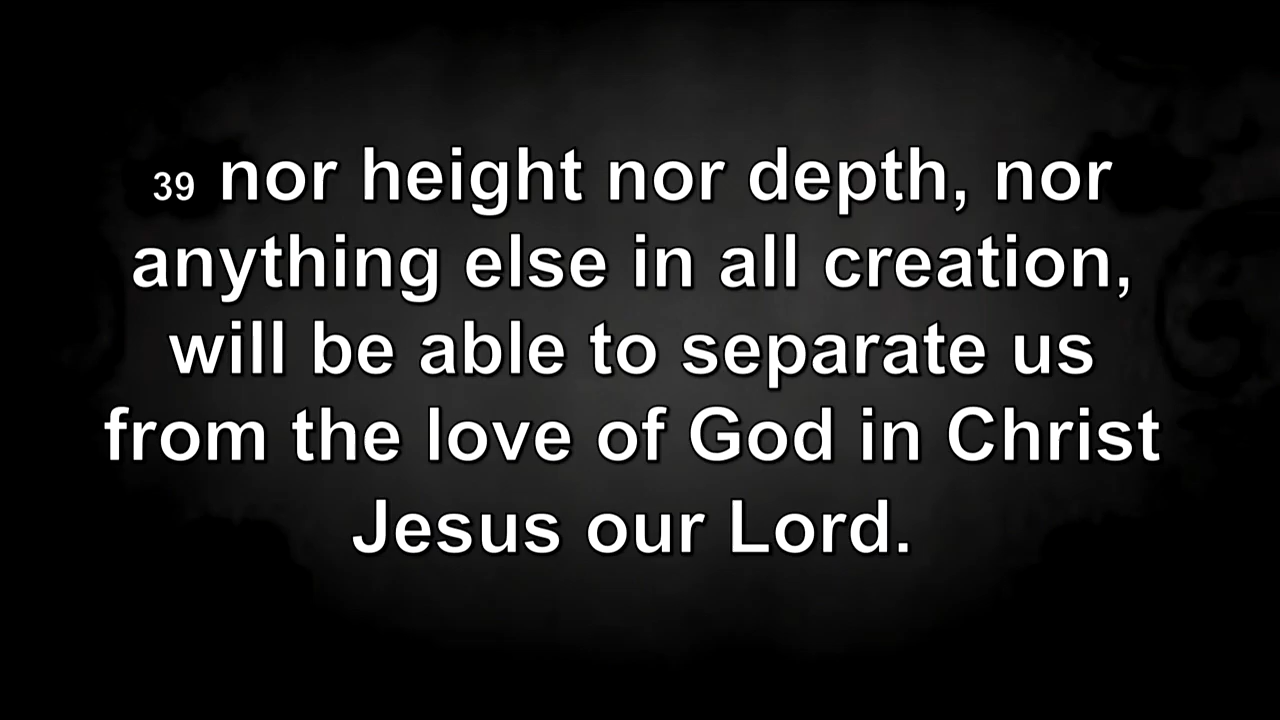 39 nor height nor depth, nor
anything else in all creation,
will be able to separate us
from the love of God in Christ
Jesus our Lord.